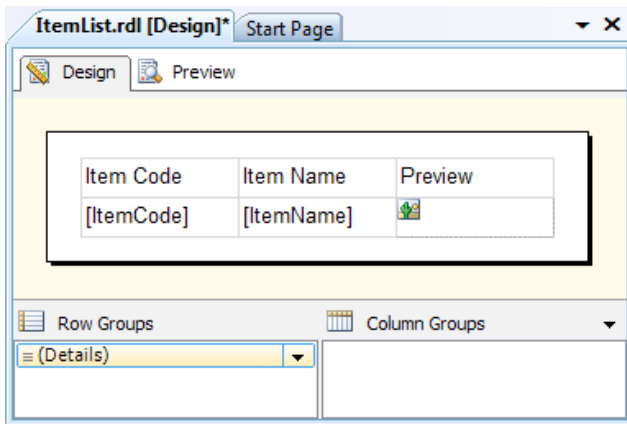 ItemList.rdl [Design]* Start Page
Design Preview
Item Code Item Name Preview
[ItemCode] [ItemName]
Row Groups Column Groups
(Details)